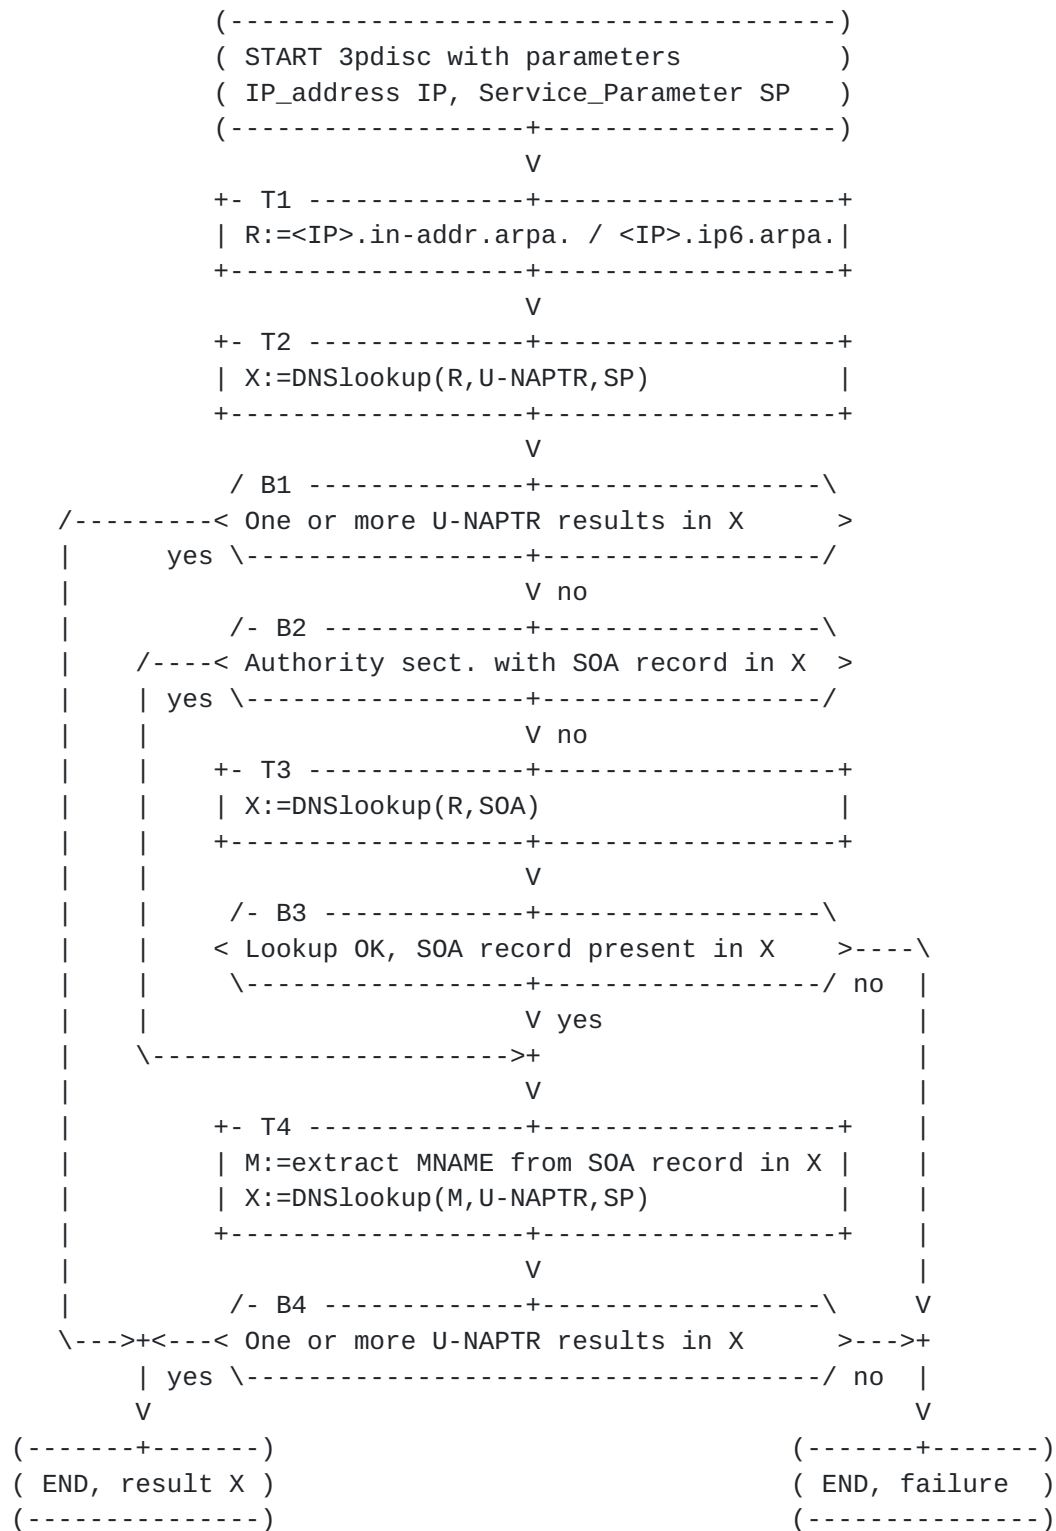 (---------------------------------------)
( START 3pdisc with parameters          )
( IP_address IP, Service_Parameter SP   )
(-------------------+-------------------)
V
+- T1 --------------+-------------------+
| R:=<IP>.in-addr.arpa. / <IP>.ip6.arpa.|
+-------------------+-------------------+
V
+- T2 --------------+-------------------+
| X:=DNSlookup(R,U-NAPTR,SP)            |
+-------------------+-------------------+
V
/ B1 --------------+------------------\
/---------< One or more U-NAPTR results in X      >
|      yes \------------------+------------------/
|                             V no
|          /- B2 -------------+------------------\
|    /----< Authority sect. with SOA record in X  >
|    | yes \------------------+------------------/
|    |                        V no
|    |    +- T3 --------------+-------------------+
|    |    | X:=DNSlookup(R,SOA)                   |
|    |    +-------------------+-------------------+
|    |                        V
|    |     /- B3 -------------+------------------\
|    |    < Lookup OK, SOA record present in X    >----\
|    |     \------------------+------------------/ no  |
|    |                        V yes                    |
|    \----------------------->+                        |
|                             V                        |
|         +- T4 --------------+-------------------+    |
|         | M:=extract MNAME from SOA record in X |    |
|         | X:=DNSlookup(M,U-NAPTR,SP)            |    |
|         +-------------------+-------------------+    |
|                             V                        |
|          /- B4 -------------+------------------\     V
\--->+<---< One or more U-NAPTR results in X      >--->+
| yes \-------------------------------------/ no  |
V                                                 V
(-------+-------)                                 (-------+-------)
( END, result X )                                 ( END, failure  )
(---------------)                                 (---------------)